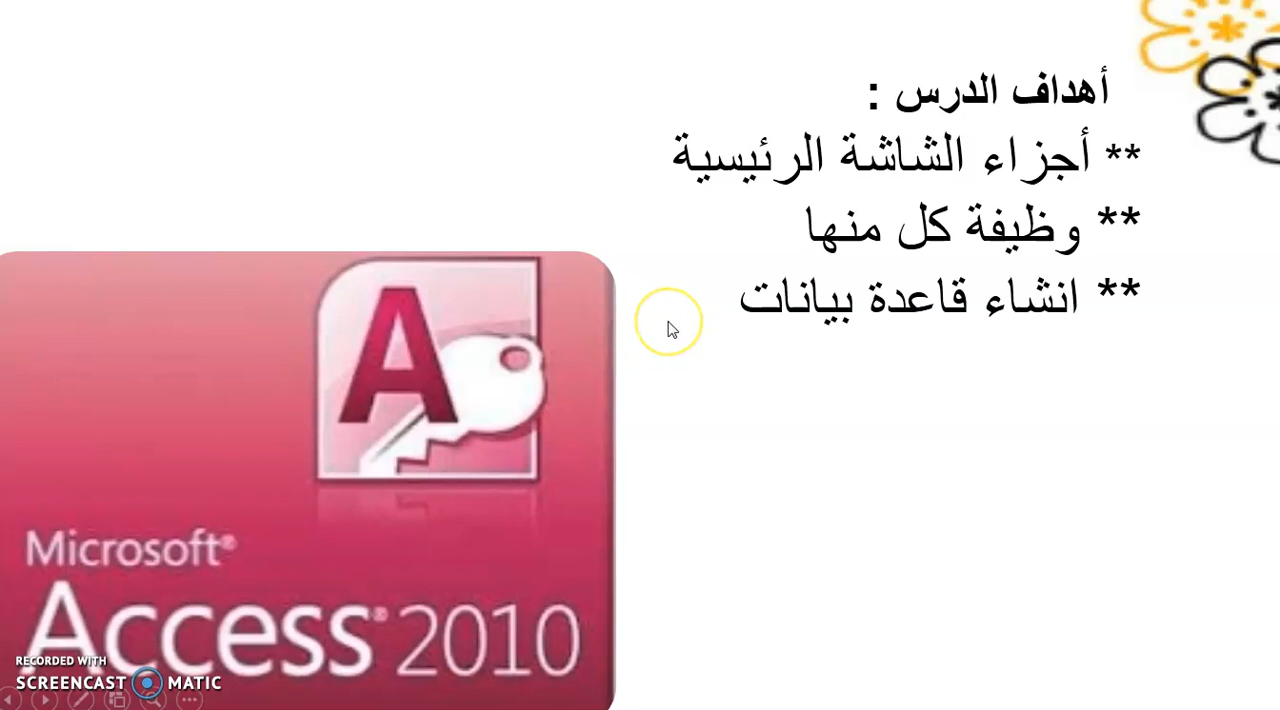 أهداف الدرس :
** أجزاء الشاشة الرئيسية
** وظيفة كل منها
** انشاء قاعدة بيانات
A
Microsoft®
Access® 2010
RECORDED WITH
SCREENCAST MATIC